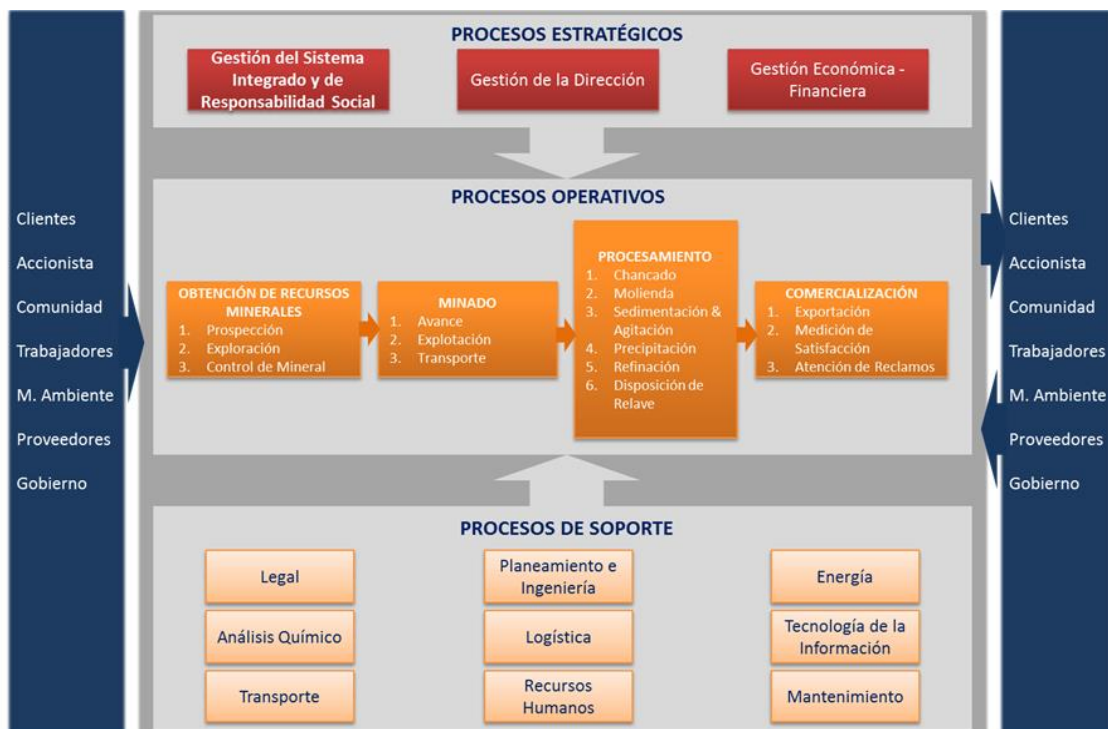 PROCESOS ESTRATÉGICOS
Gestión del Sistema
Integrado y de
Responsabilidad Social
Gestión de la Dirección
Gestión Económica -
Financiera
Clientes
Accionista
Comunidad
Trabajadores
M. Ambiente
Proveedores
Gobierno
PROCESOS OPERATIVOS
OBTENCIÓN DE RECURSOS
MINERALES
1. Prospección
2. Exploración
3. Control de Mineral
MINADO
1. Avance
2. Explotación
3. Transporte
PROCESAMIENTO
1. Chancado
2. Molienda
3. Sedimentación &
Agitación
4. Precipitación
5. Refinación
6. Disposición de
Relave
COMERCIALIZACIÓN
1. Exportación
2. Medición de
Satisfacción
3. Atención de Reclamos
Clientes
Accionista
Comunidad
Trabajadores
M. Ambiente
Proveedores
Gobierno
PROCESOS DE SOPORTE
Legal
Planeamiento e
Ingeniería
Energía
Análisis Químico
Logística
Tecnología de la
Información
Transporte
Recursos
Humanos
Mantenimiento